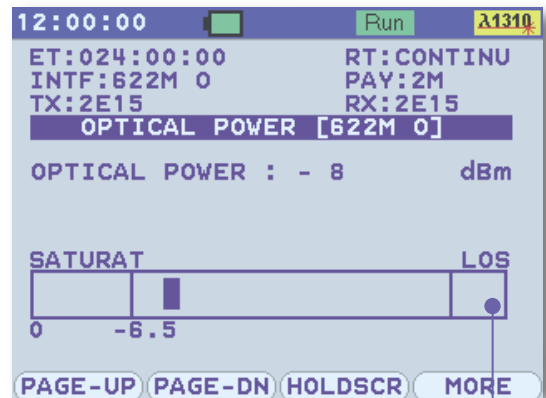 12:00:00 Run λ1310
ET:024:00:00 RT:CONTINU
INTF:622M O PAY:2M
TX:2E15 RX:2E15
OPTICAL POWER [622M O]
OPTICAL POWER : - 8 dBm
SATURAT LOS
0 -6.5
PAGE-UP PAGE-DN HOLDSCR MORE